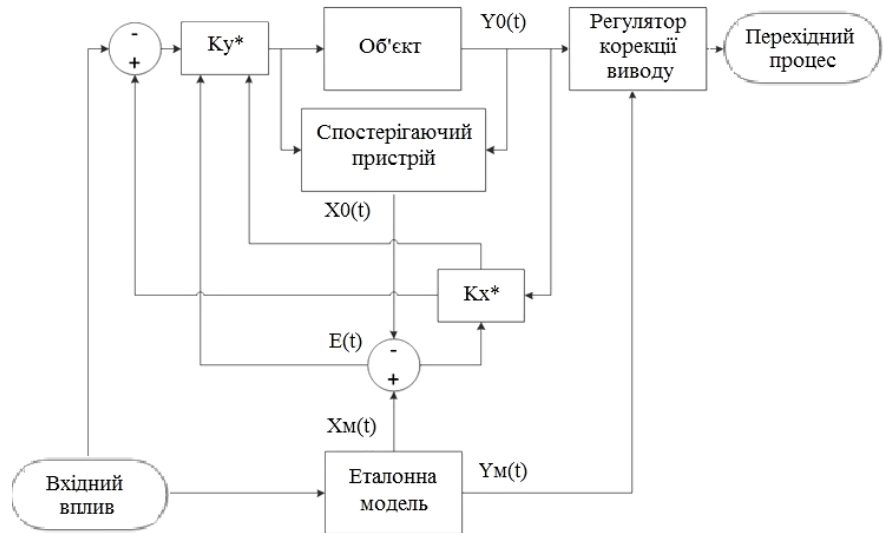 -
+
Ky*
Об'єкт
Y0(t)
Регулятор
корекції
виводу
Перехідний
процес
Спостерігаючий
пристрій
X0(t)
Kx*
E(t)
-
+
Xм(t)
Вхідний
вплив
Еталонна
модель
Yм(t)